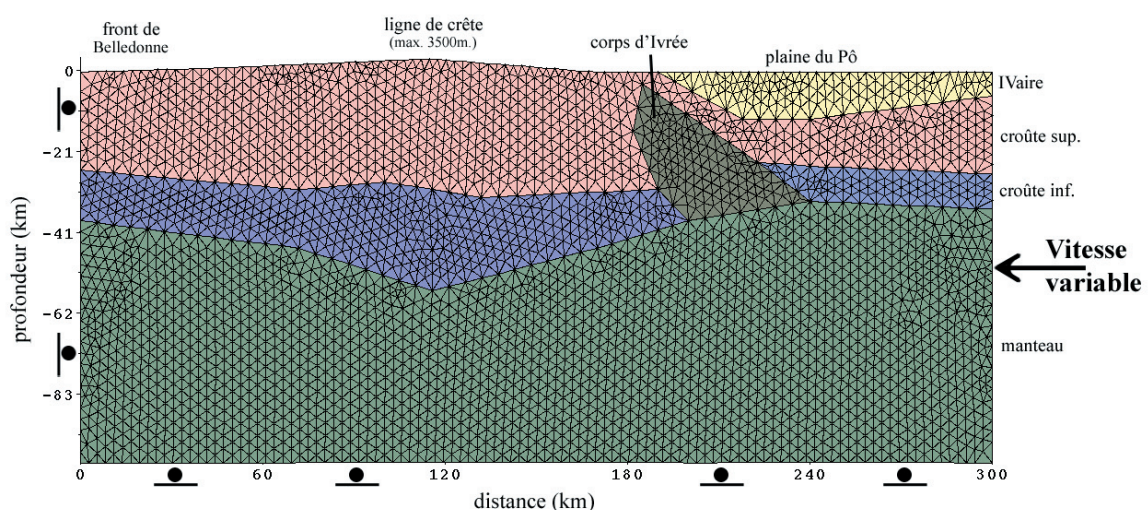 front de
Belledonne
ligne de crête
(max. 3500m.)
corps d'Ivrée
plaine du Pô
0
-21
-41
-62
-83
profondeur (km)
IVaire
croûte sup.
croûte inf.
Vitesse
variable
manteau
0
60
120
180
240
300
distance (km)